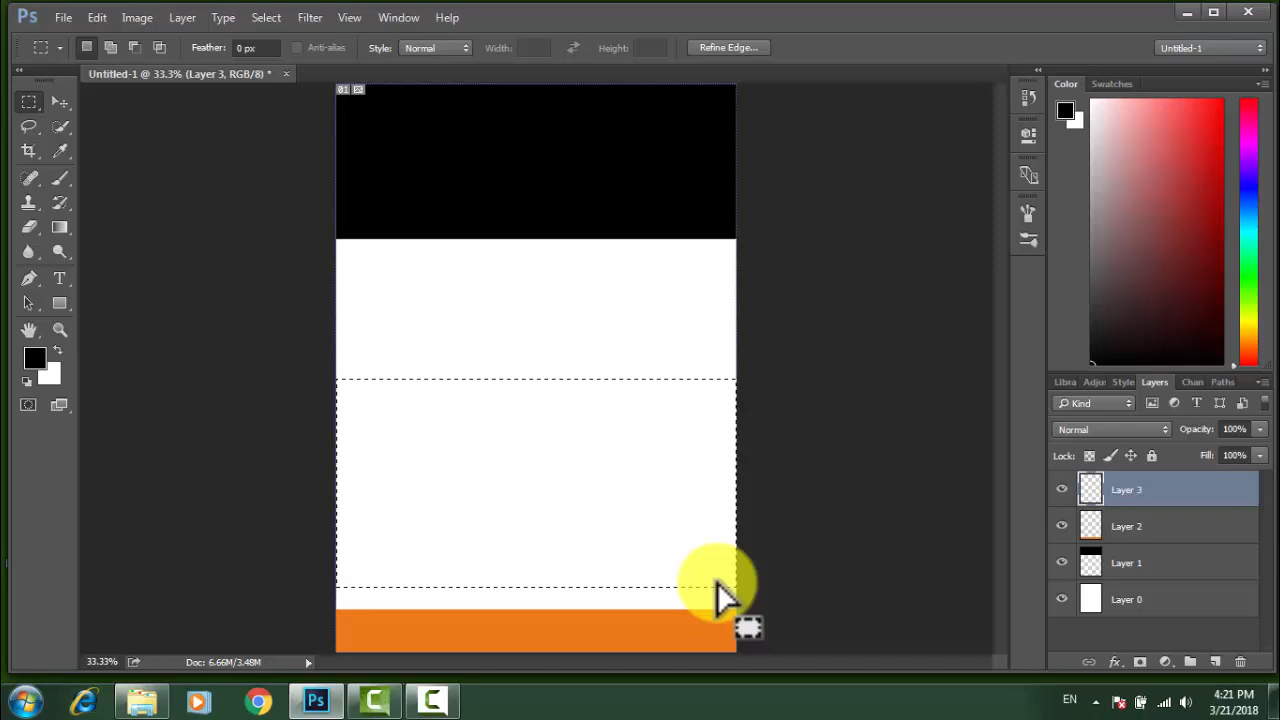 Ps File Edit Image Layer Type Select Filter View Window Help
Feather: 0 px Anti-alias Style: Normal Width: Height: Refine Edge... Untitled-1
Untitled-1 @ 33.3% (Layer 3, RGB/8) * ×
01
Color Swatches
Libra Adjus Style Layers Chan Paths
Kind
Normal Opacity: 100%
Lock: Fill: 100%
Layer 3
Layer 2
Layer 1
Layer 0
33.33% Doc: 6.66M/3.48M
Ps EN 4:21 PM
3/21/2018